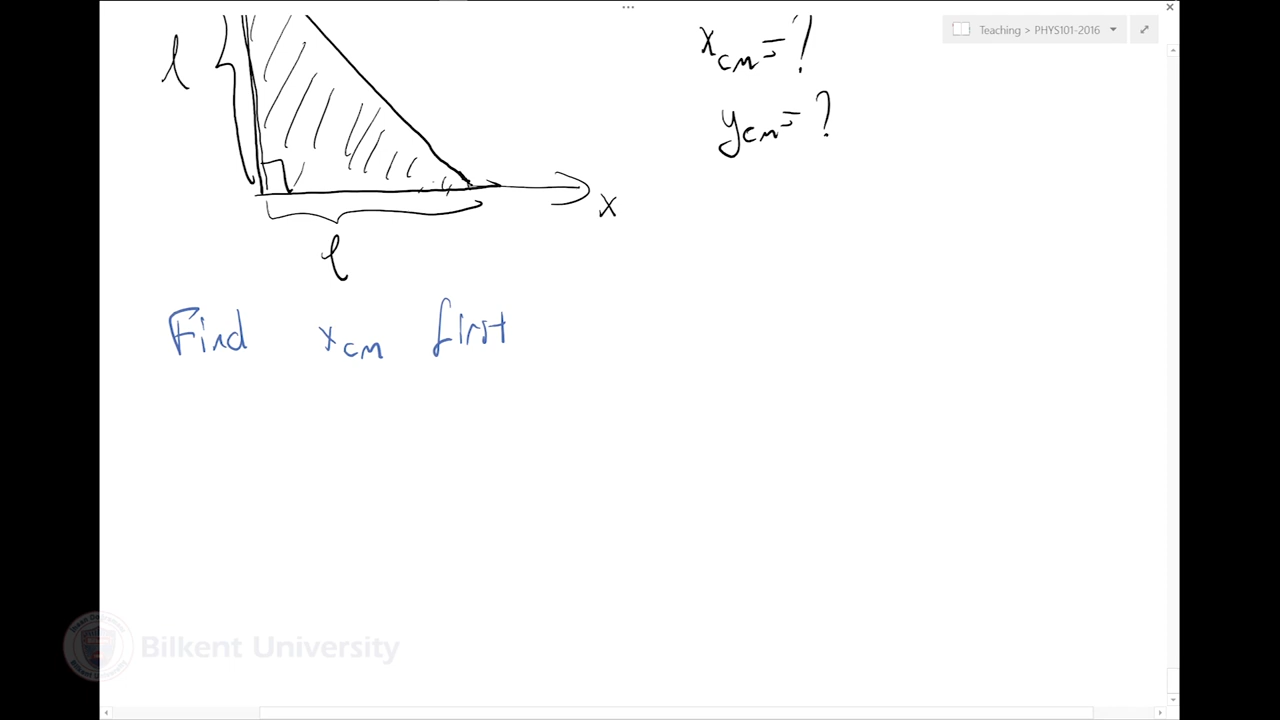 Teaching > PHYS101-2016
x_cm = ?
l
y_cm = ?
x
l
Find x_cm first
Bilkent University